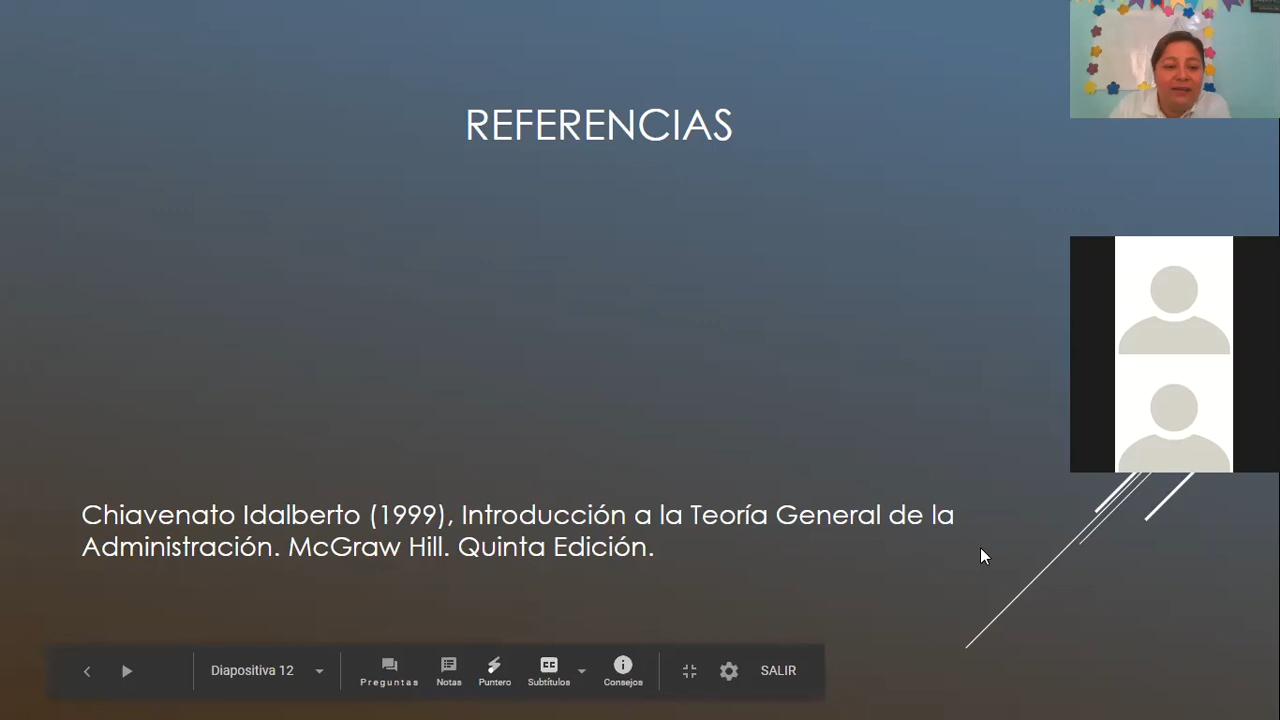 REFERENCIAS
Chiavenato Idalberto (1999), Introducción a la Teoría General de la
Administración. McGraw Hill. Quinta Edición.
Diapositiva 12
Preguntas
Notas
Puntero
Subtítulos
Consejos
SALIR